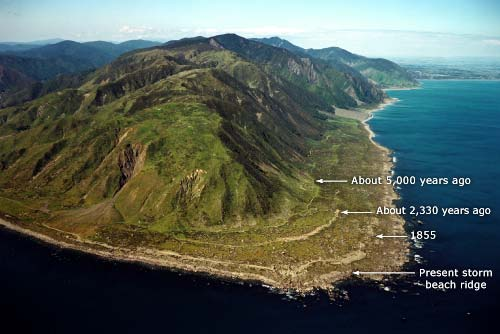 About 5,000 years ago
About 2,330 years ago
1855
Present storm
beach ridge